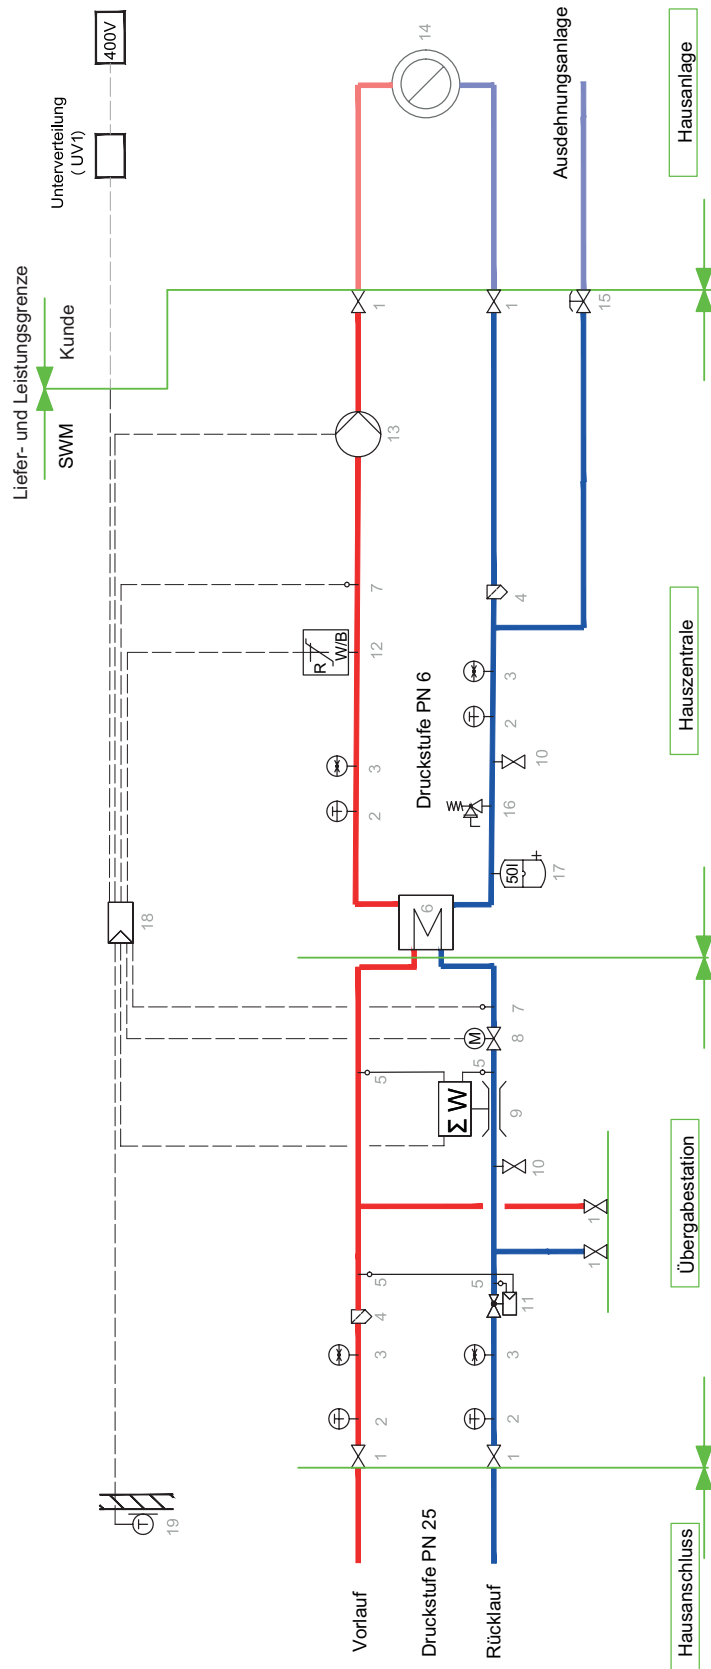 400V
Unterverteilung
( UV1)
Liefer- und Leistungsgrenze
SWM
Kunde
18
19
T
Vorlauf
1
T
2
3
4
5
5
2
T
3
R
W/B
12
7
13
1
14
Druckstufe PN 25
Druckstufe PN 6
6
Σ W
Rücklauf
1
T
2
3
5
11
10
9
5
M
8
7
50l
17
16
10
T
2
3
4
1
1
1
15
Ausdehnungsanlage
Hausanschluss
Übergabestation
Hauszentrale
Hausanlage